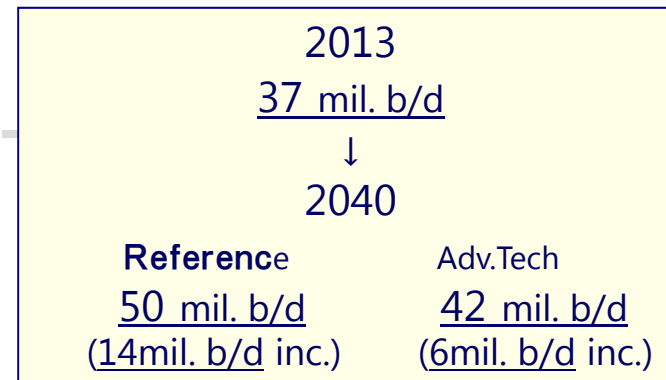 2013
37 mil. b/d
↓
2040
Reference Adv.Tech
50 mil. b/d 42 mil. b/d
(14mil. b/d inc.) (6mil. b/d inc.)